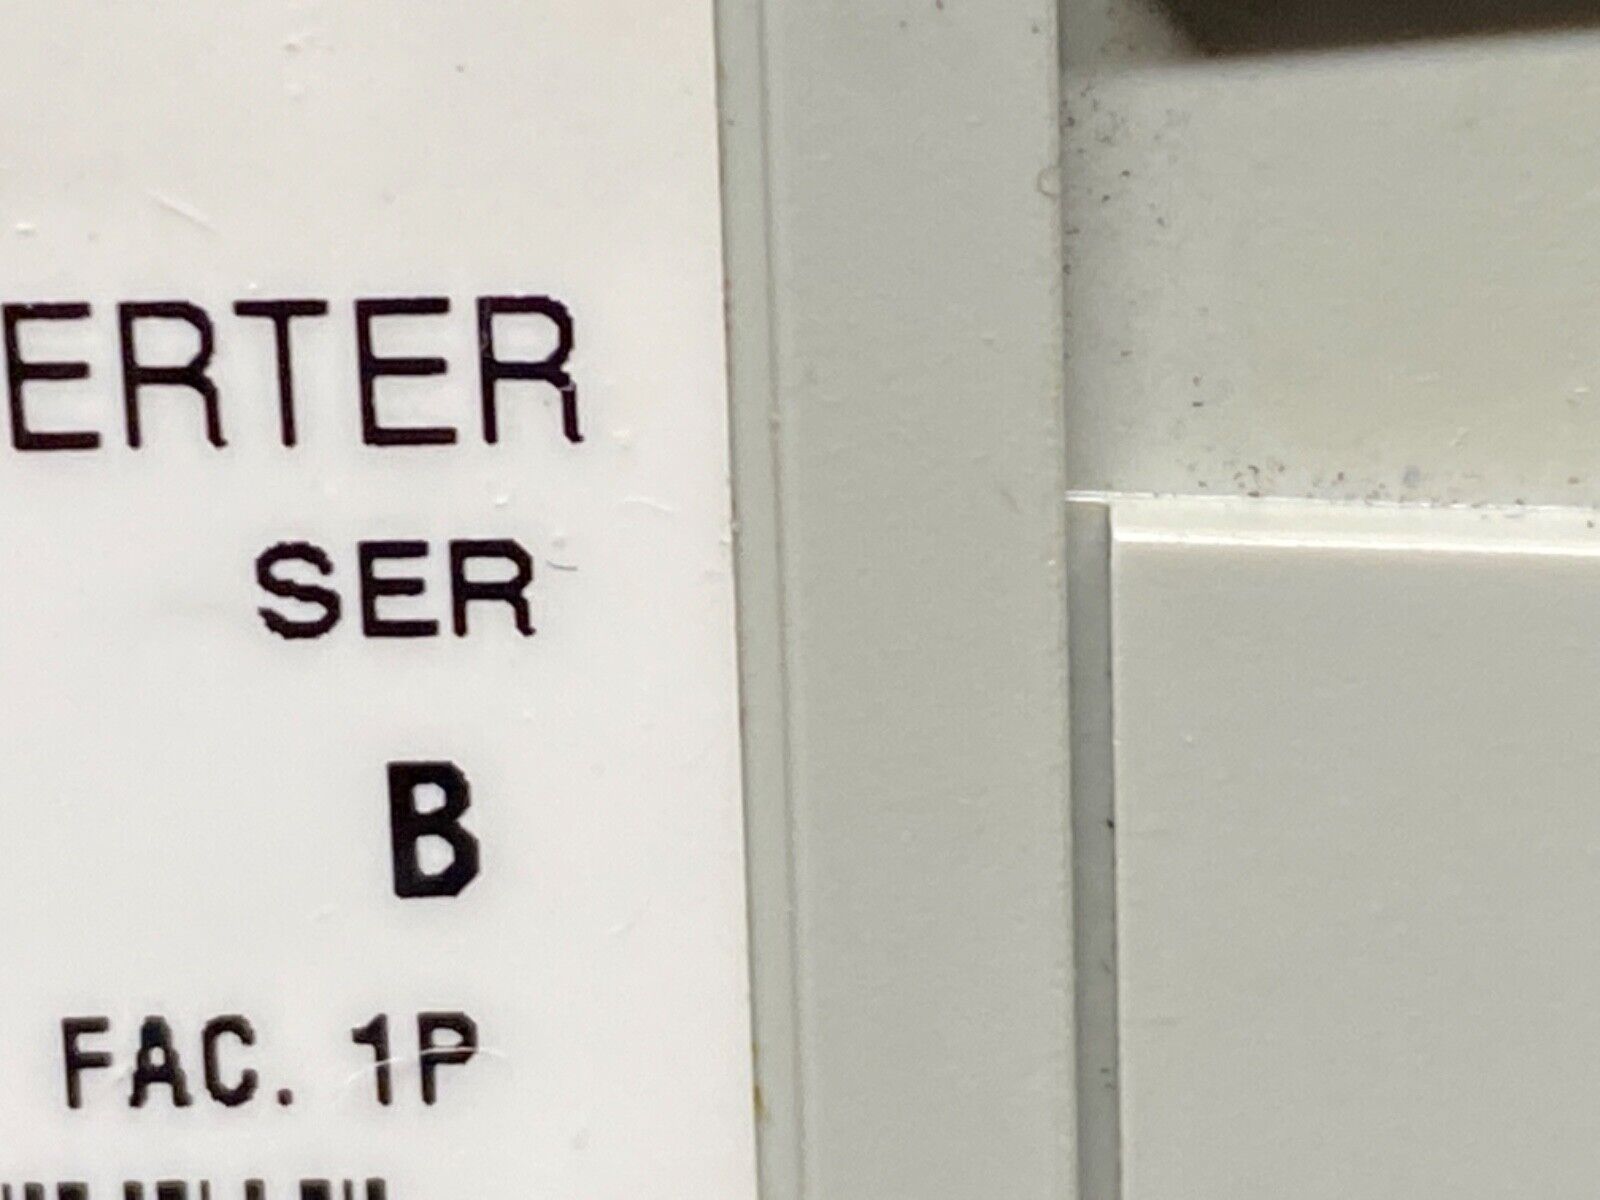 ERTER
SER
B
FAC. 1P